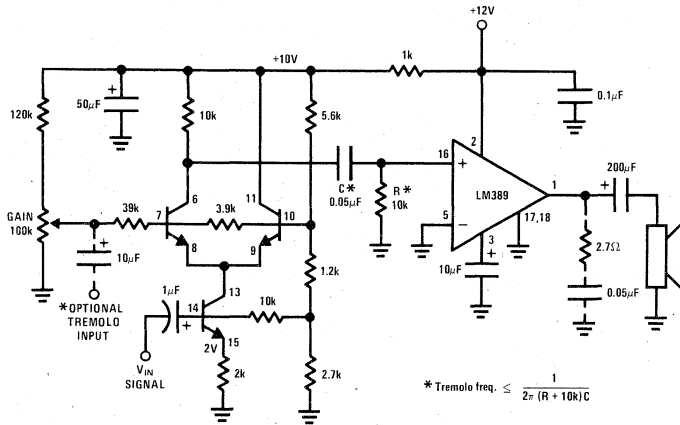 +12V
+10V
1k
120k
+
50μF
10k
5.6k
0.1μF
2
6
11
16
+
1
200μF
+
C*
0.05μF
R*
10k
LM389
GAIN
100k
39k
7
3.9k
10
5
−
17,18
3
+
2.7Ω
8
9
+
10μF
10μF
1.2k
0.05μF
*OPTIONAL
TREMOLO
INPUT
1μF
13
14
+
10k
15
2V
VIN
SIGNAL
2k
2.7k
* Tremolo freq. ≤ 1
2π (R + 10k) C